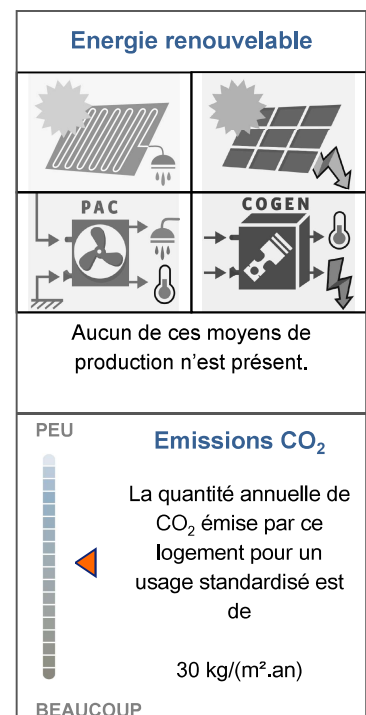 Energie renouvelable
PAC
COGEN
Aucun de ces moyens de
production n'est présent.
PEU
Emissions CO₂
La quantité annuelle de
CO₂ émise par ce
logement pour un
usage standardisé est
de
30 kg/(m².an)
BEAUCOUP